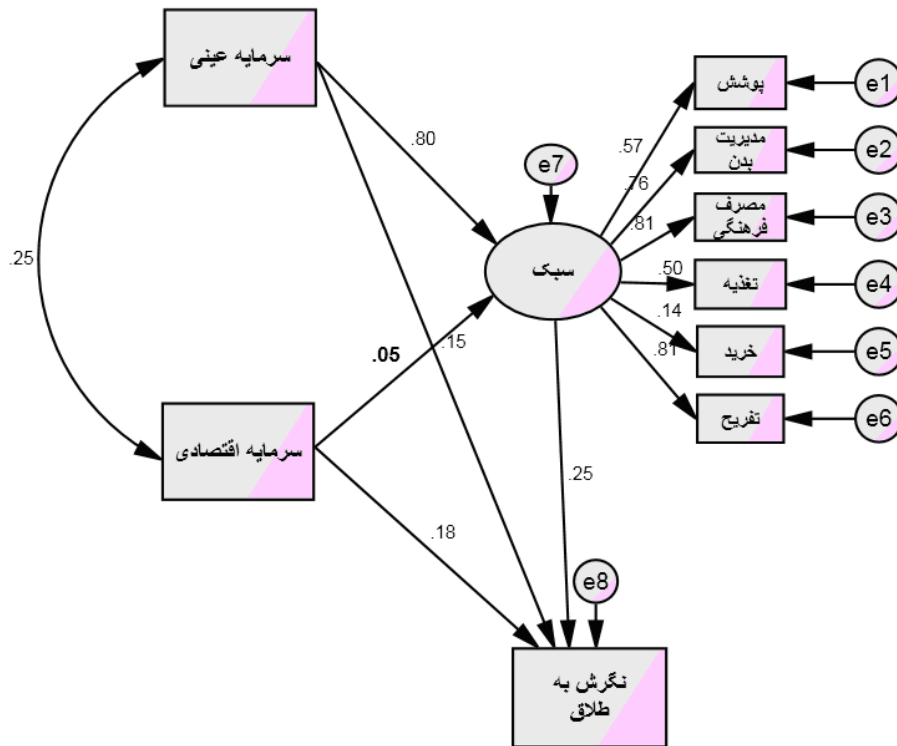 سرمایه عینی
پوشش
e1
.57
.80
e7
مدیریت
بدن
e2
.76
.81
مصرف
فرهنگی
e3
.25
سبک
.50
تغذیه
e4
.14
.05
.15
خرید
e5
.81
سرمایه اقتصادی
تفریح
e6
.25
.18
e8
نگرش به
طلاق